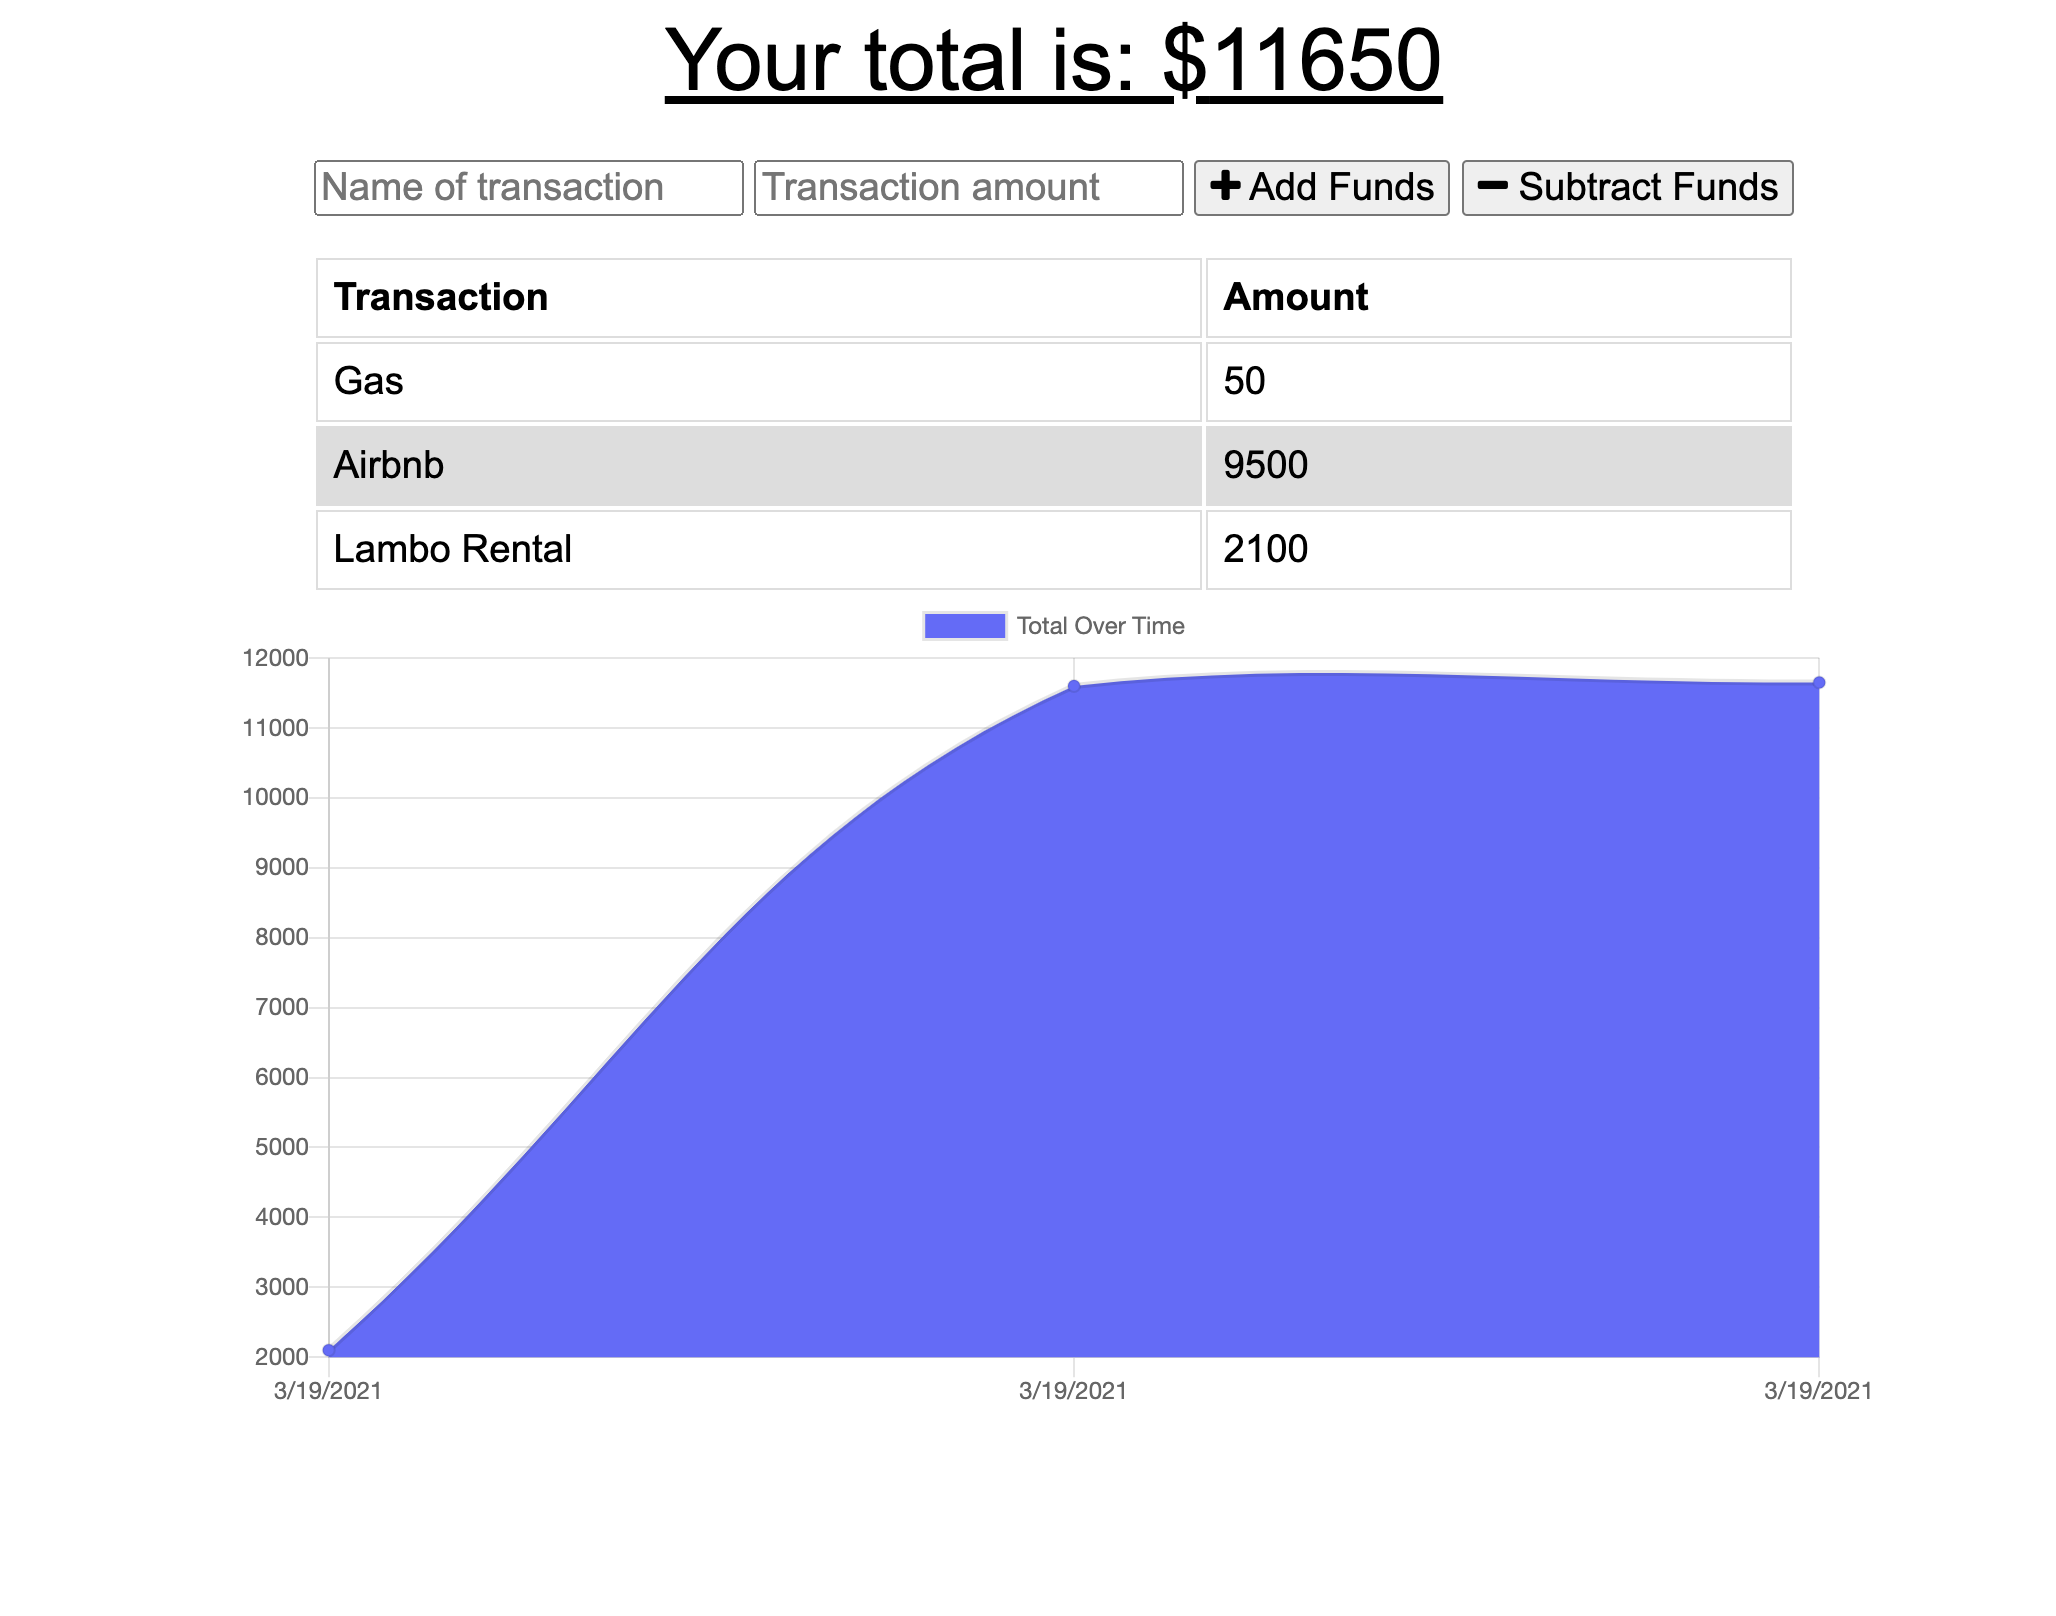 Your total is: $11650
Name of transaction Transaction amount Add Funds Subtract Funds
Transaction Amount
Gas 50
Airbnb 9500
Lambo Rental 2100
Total Over Time
12000
11000
10000
9000
8000
7000
6000
5000
4000
3000
2000
3/19/2021 3/19/2021 3/19/2021